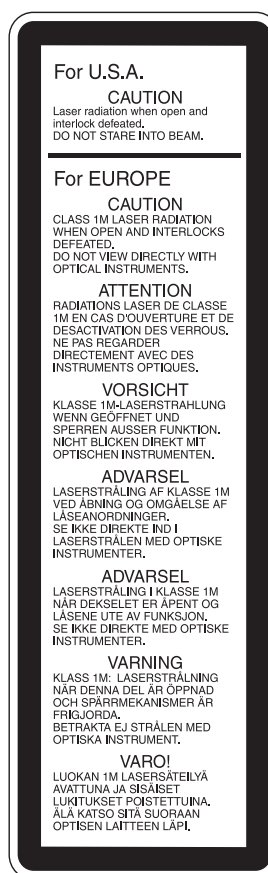 For U.S.A.
CAUTION
Laser radiation when open and
interlock defeated.
DO NOT STARE INTO BEAM.
For EUROPE
CAUTION
CLASS 1M LASER RADIATION
WHEN OPEN AND INTERLOCKS
DEFEATED.
DO NOT VIEW DIRECTLY WITH
OPTICAL INSTRUMENTS.
ATTENTION
RADIATIONS LASER DE CLASSE
1M EN CAS D'OUVERTURE ET DE
DESACTIVATION DES VERROUS.
NE PAS REGARDER
DIRECTEMENT AVEC DES
INSTRUMENTS OPTIQUES.
VORSICHT
KLASSE 1M-LASERSTRAHLUNG
WENN GEÖFFNET UND
SPERREN AUSSER FUNKTION.
NICHT BLICKEN DIREKT MIT
OPTISCHEN INSTRUMENTEN.
ADVARSEL
LASERSTRÅLING AF KLASSE 1M
VED ÅBNING OG OMGÅELSE AF
LÅSEANORDNINGER.
SE IKKE DIREKTE IND I
LASERSTRÅLEN MED OPTISKE
INSTRUMENTER.
ADVARSEL
LASERSTRÅLING I KLASSE 1M
NÅR DEKSELET ER ÅPENT OG
LÅSENE UTE AV FUNKSJON.
SE IKKE DIREKTE MED OPTISKE
INSTRUMENTER.
VARNING
KLASS 1M: LASERSTRÅLNING
NÄR DENNA DEL ÄR ÖPPNAD
OCH SPÄRRMEKANISMER ÄR
FRIGJORDA.
BETRAKTA EJ STRÅLEN MED
OPTISKA INSTRUMENT.
VARO!
LUOKAN 1M LASERSÄTEILYÄ
AVATTUNA JA SISÄISET
LUKITUKSET POISTETTUINA.
ÄLÄ KATSO SITÄ SUORAAN
OPTISEN LAITTEEN LÄPI.